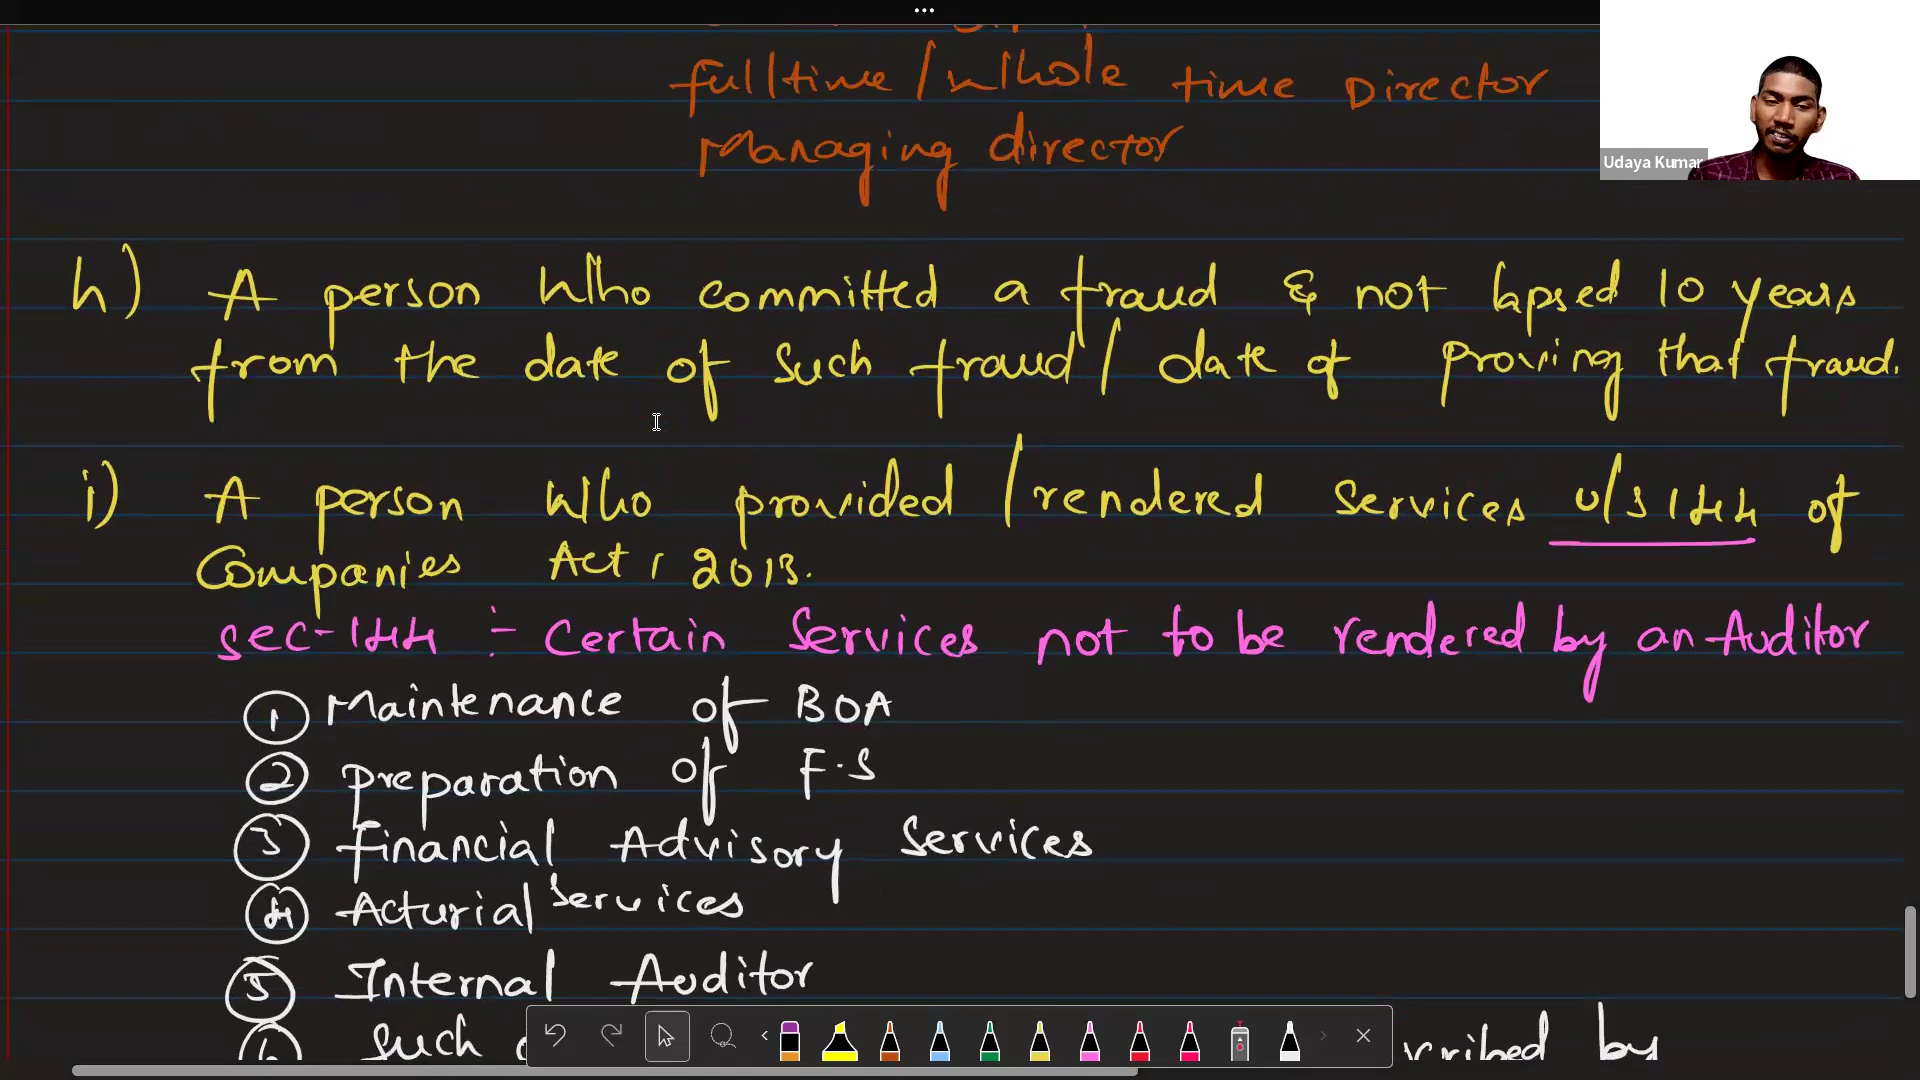 fulltime / whole time Director
Managing director
Udaya Kumar
h) A person who committed a fraud & not lapsed 10 years
from the date of such fraud / date of proving that fraud.
i) A person who provided / rendered services u/s 144 of
Companies Act, 2013.
Sec-144 :- Certain Services not to be rendered by an Auditor
① Maintenance of BOA
② Preparation of F.S
③ Financial Advisory Services
④ Acturial Services
⑤ Internal Auditor
such by